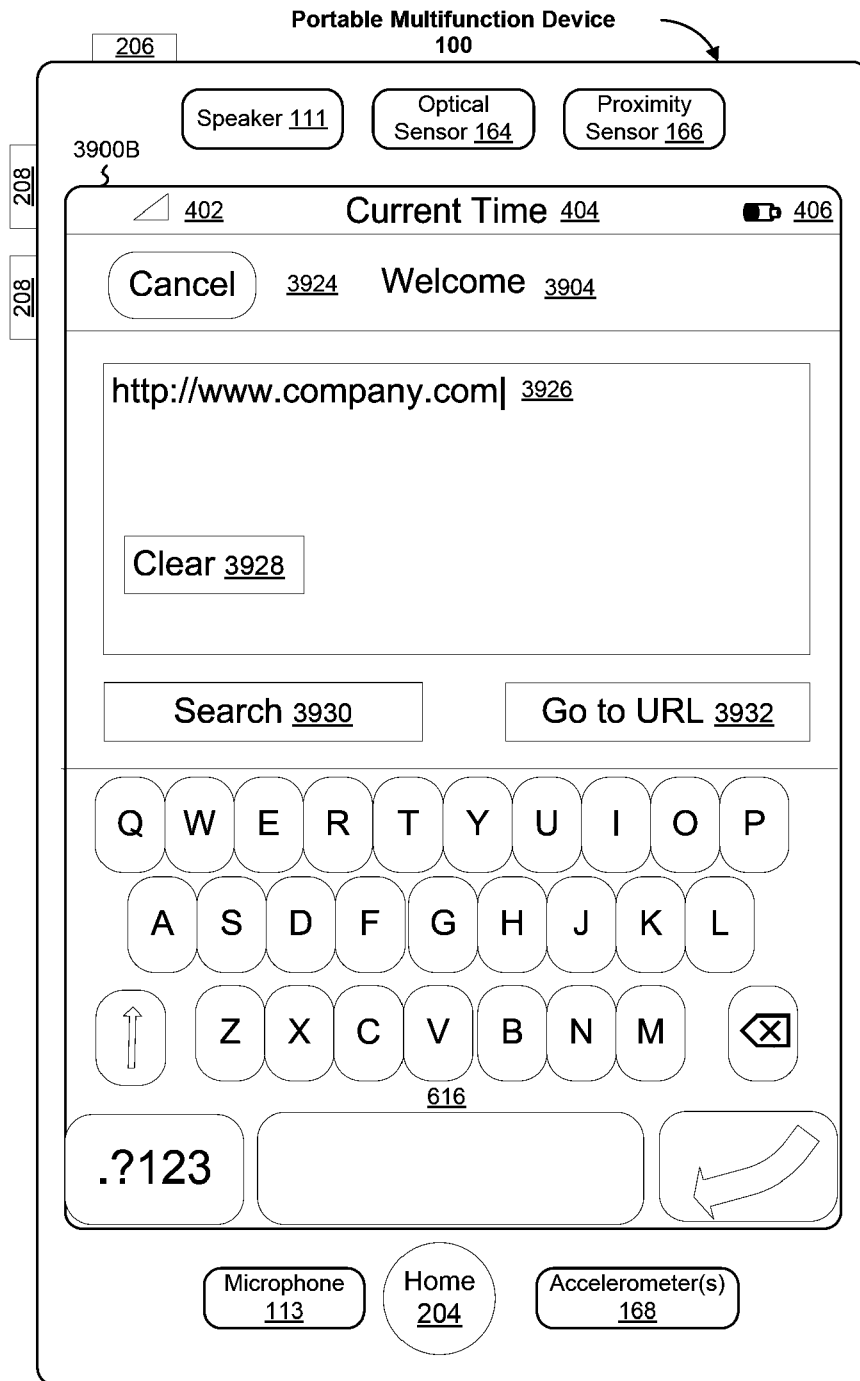 Portable Multifunction Device
100
206
Speaker 111
Optical
Sensor 164
Proximity
Sensor 166
3900B
208
208
402
Current Time 404
406
Cancel
3924
Welcome 3904
http://www.company.com| 3926
Clear 3928
Search 3930
Go to URL 3932
Q W E R T Y U I O P
A S D F G H J K L
Z X C V B N M
616
.?123
Microphone
113
Home
204
Accelerometer(s)
168